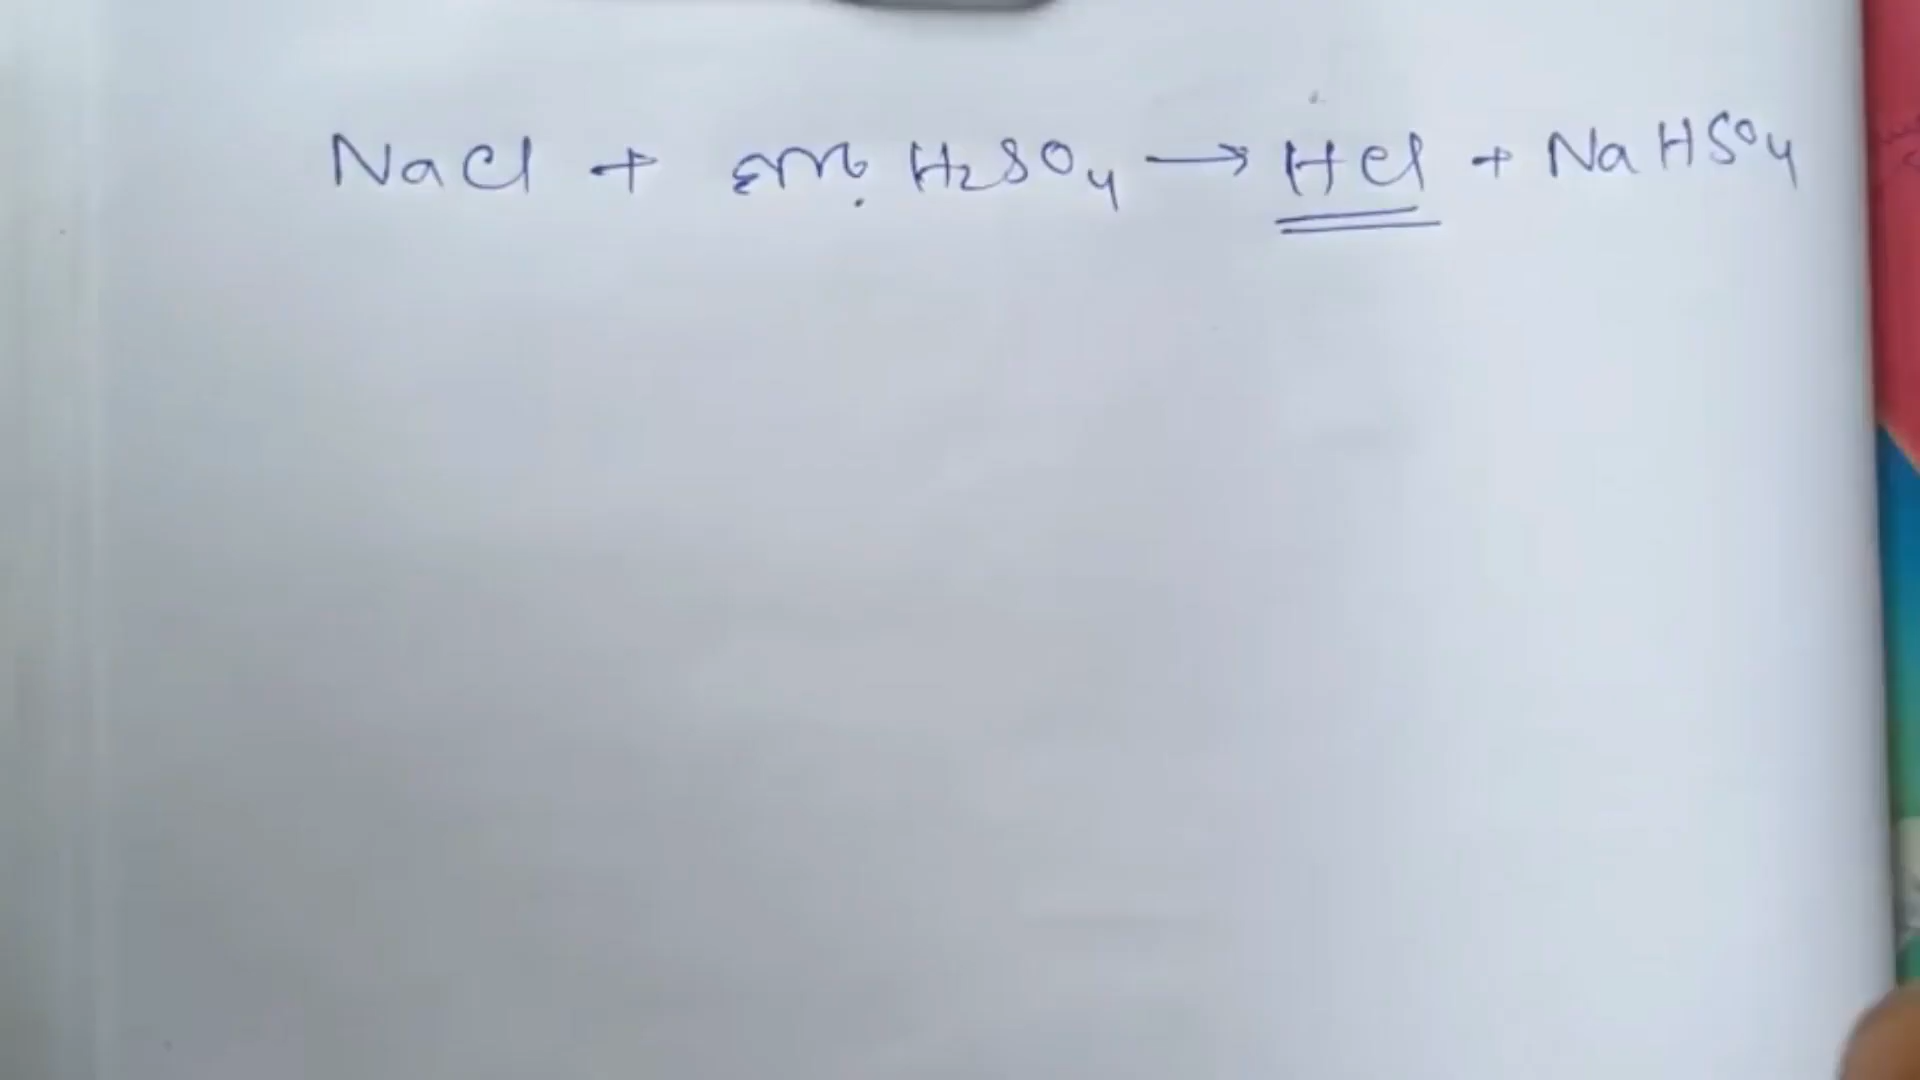 NaCl + H₂SO₄ → HCl + NaHSO₄